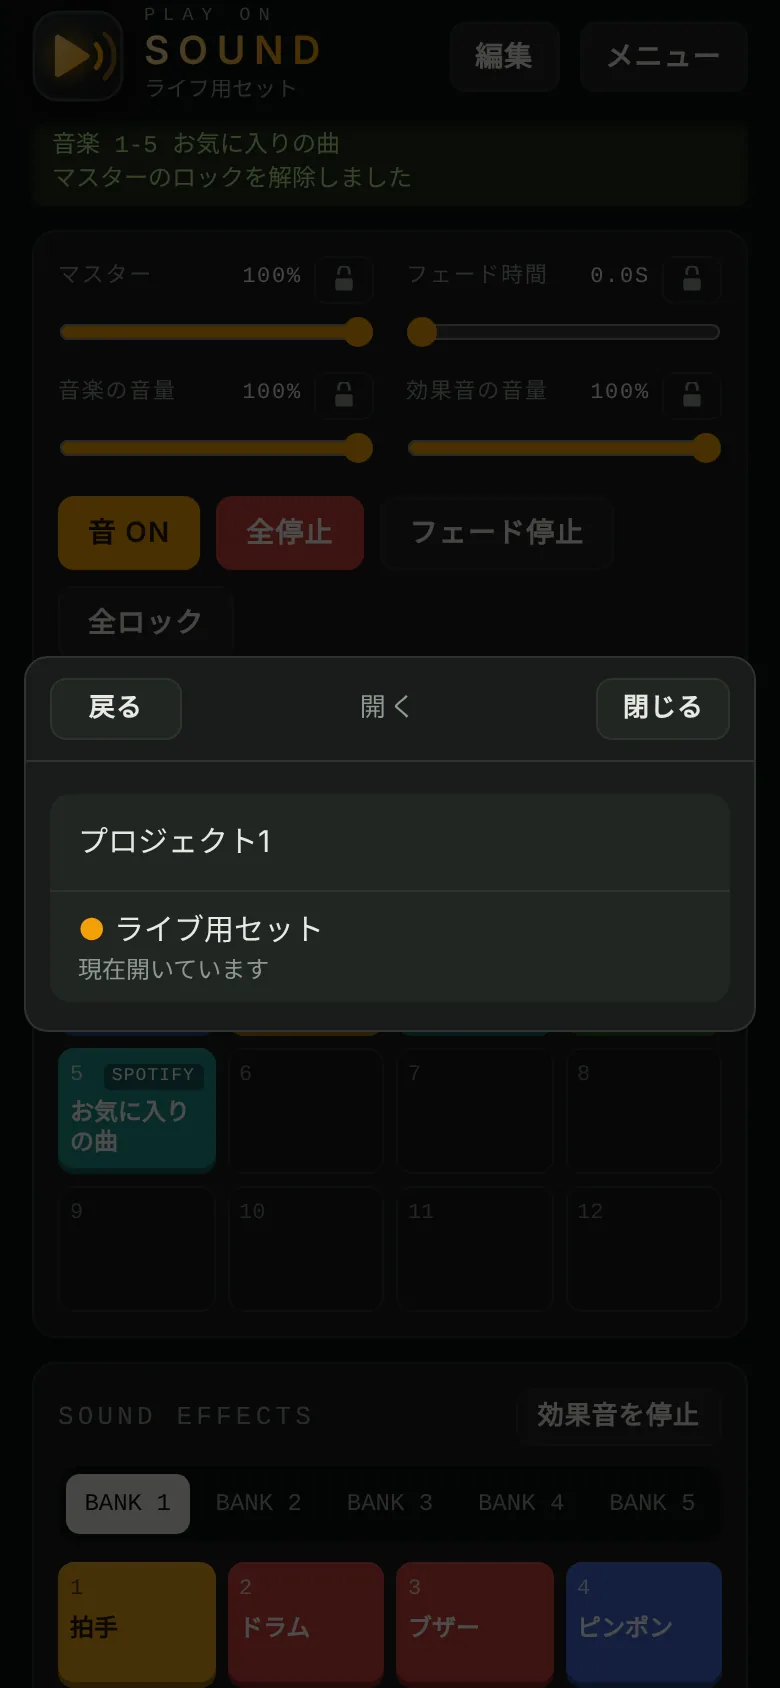 PLAY ON
SOUND
ライフ用セット
編集
メニュー
音楽 1-5 お気に入りの曲
マスターのロックを解除しました
マスター 100%
フェード時間 0.0S
音楽の音量 100%
効果音の音量 100%
音 ON
全停止
フェード停止
全ロック
戻る
開く
閉じる
プロジェクト1
ライブ用セット
現在開いています
5 SPOTIFY
お気に入り
の曲
6
7
8
9
10
11
12
SOUND EFFECTS
効果音を停止
BANK 1
BANK 2
BANK 3
BANK 4
BANK 5
1
拍手
2
ドラム
3
ブザー
4
ピンポン